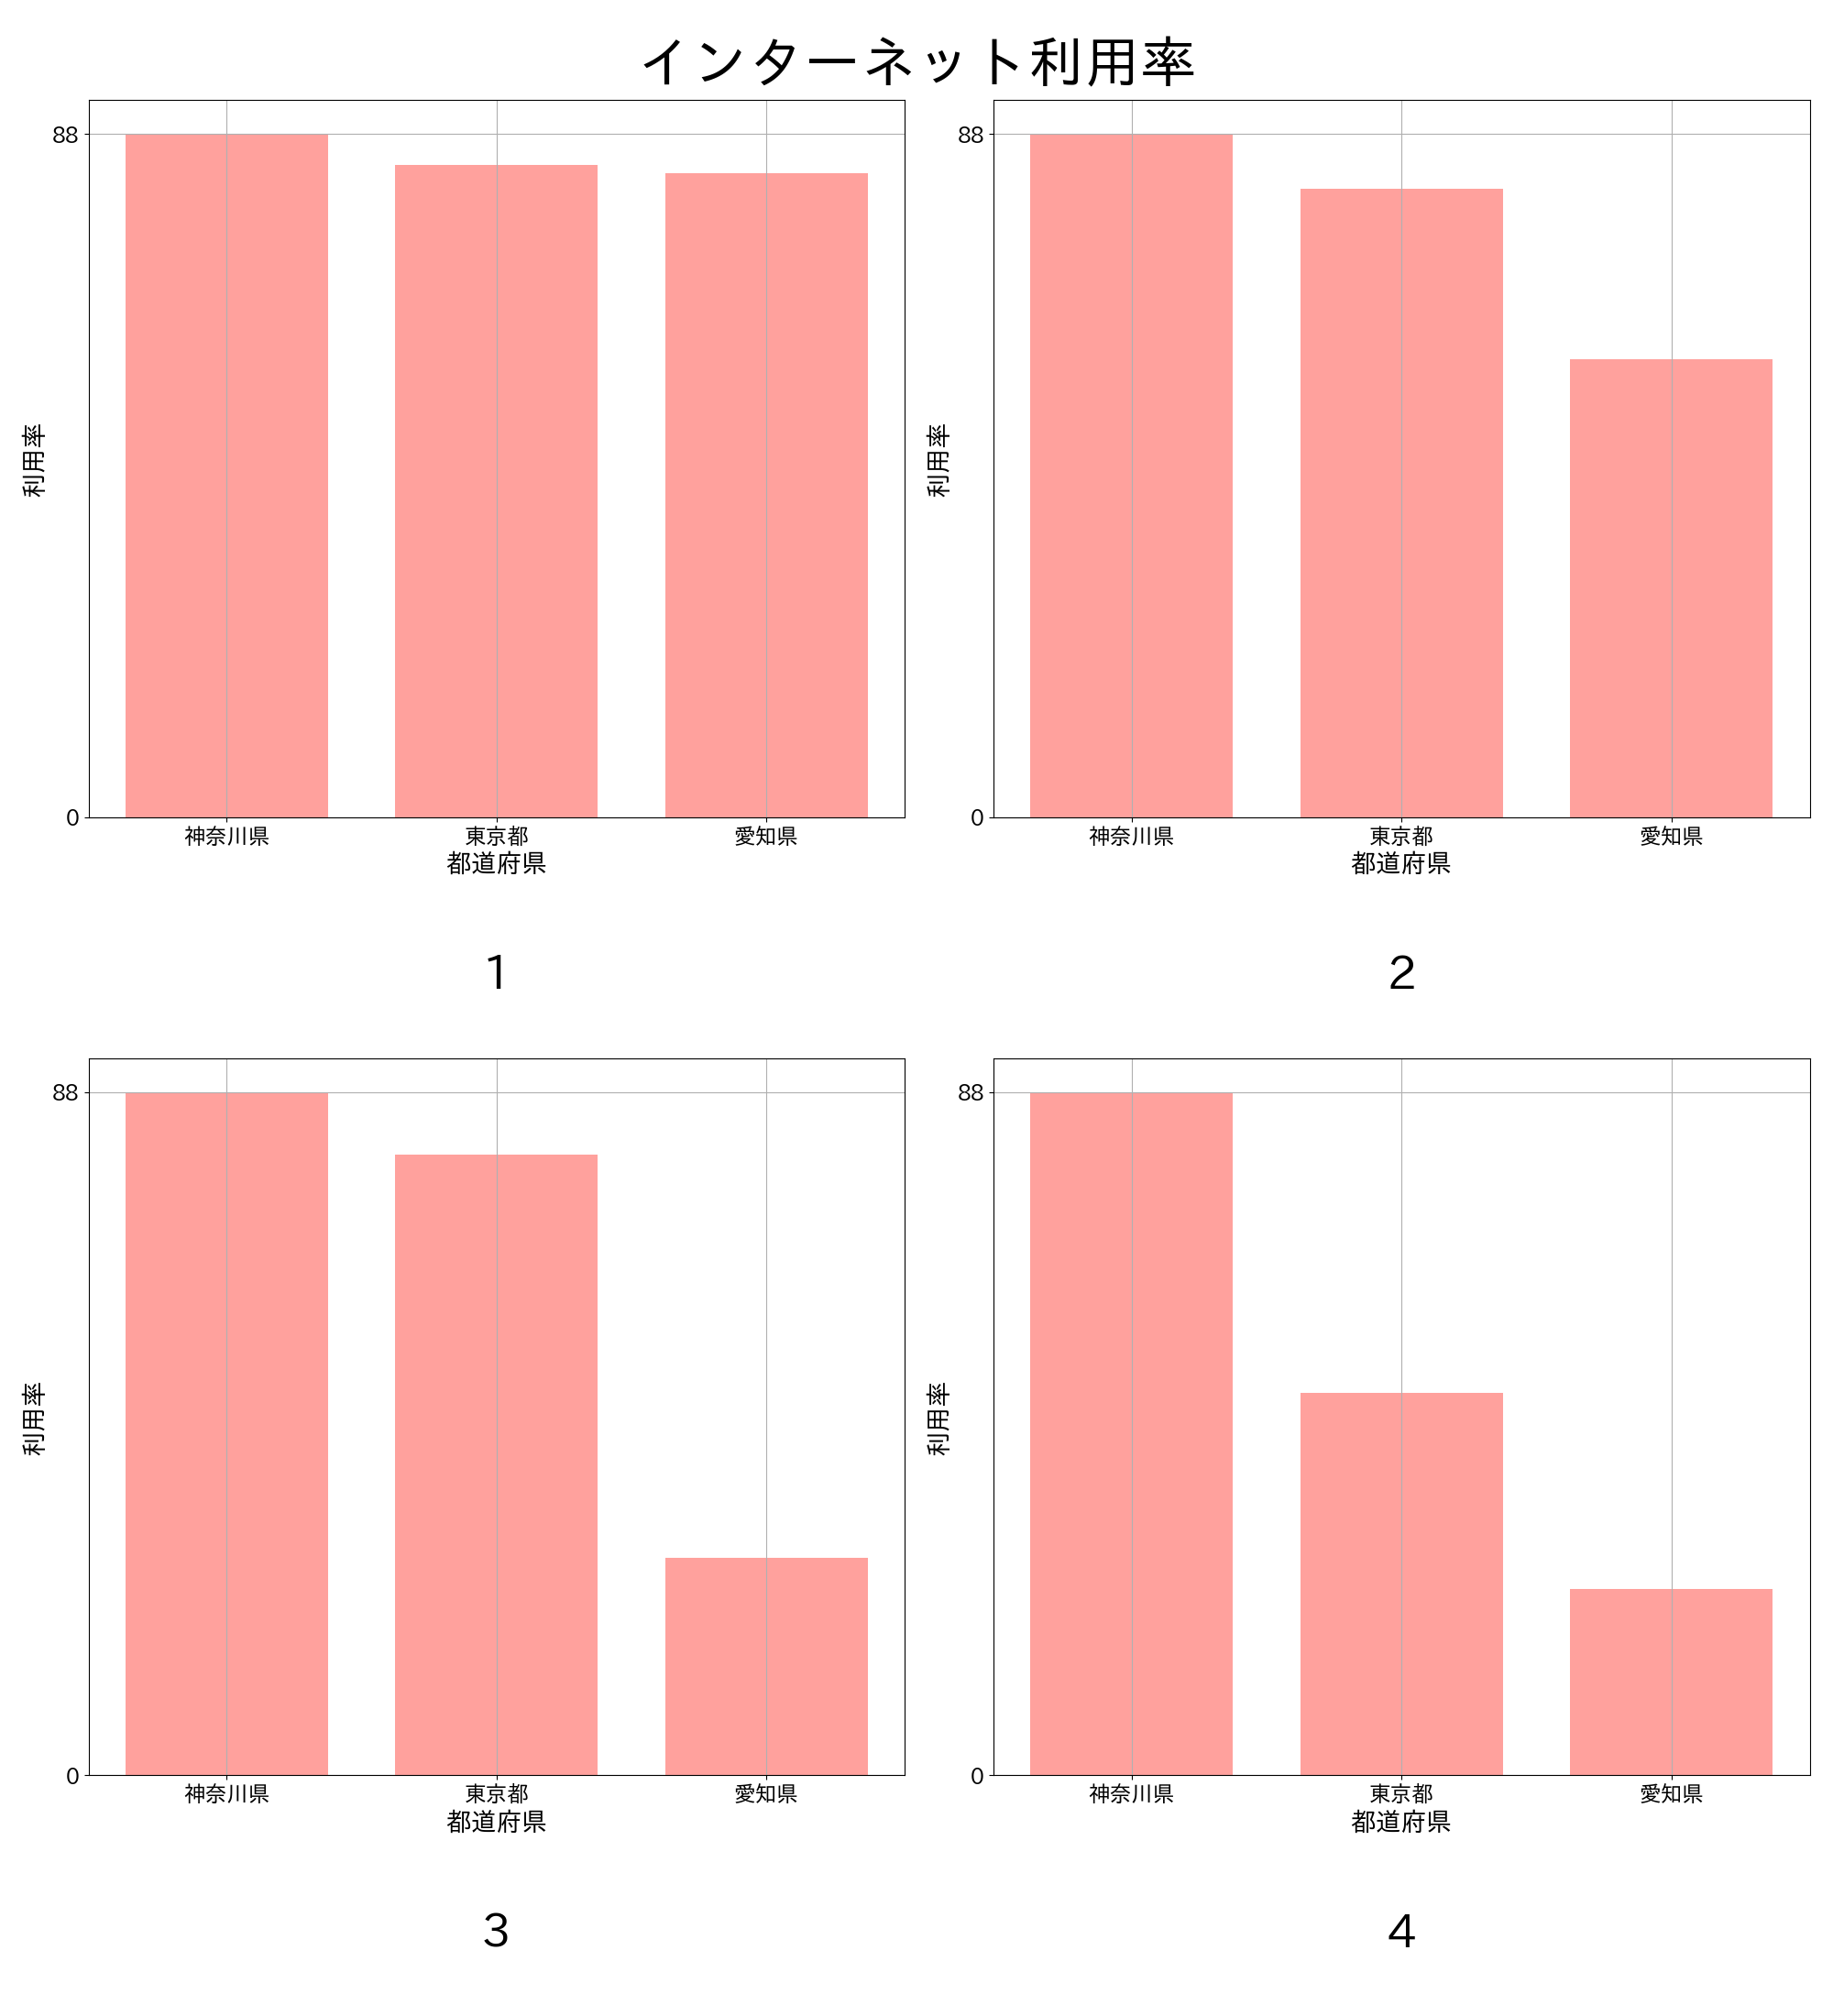 インターネット利用率
88
0
利用率
神奈川県 東京都 愛知県
都道府県
1
88
0
利用率
神奈川県 東京都 愛知県
都道府県
2
88
0
利用率
神奈川県 東京都 愛知県
都道府県
3
88
0
利用率
神奈川県 東京都 愛知県
都道府県
4